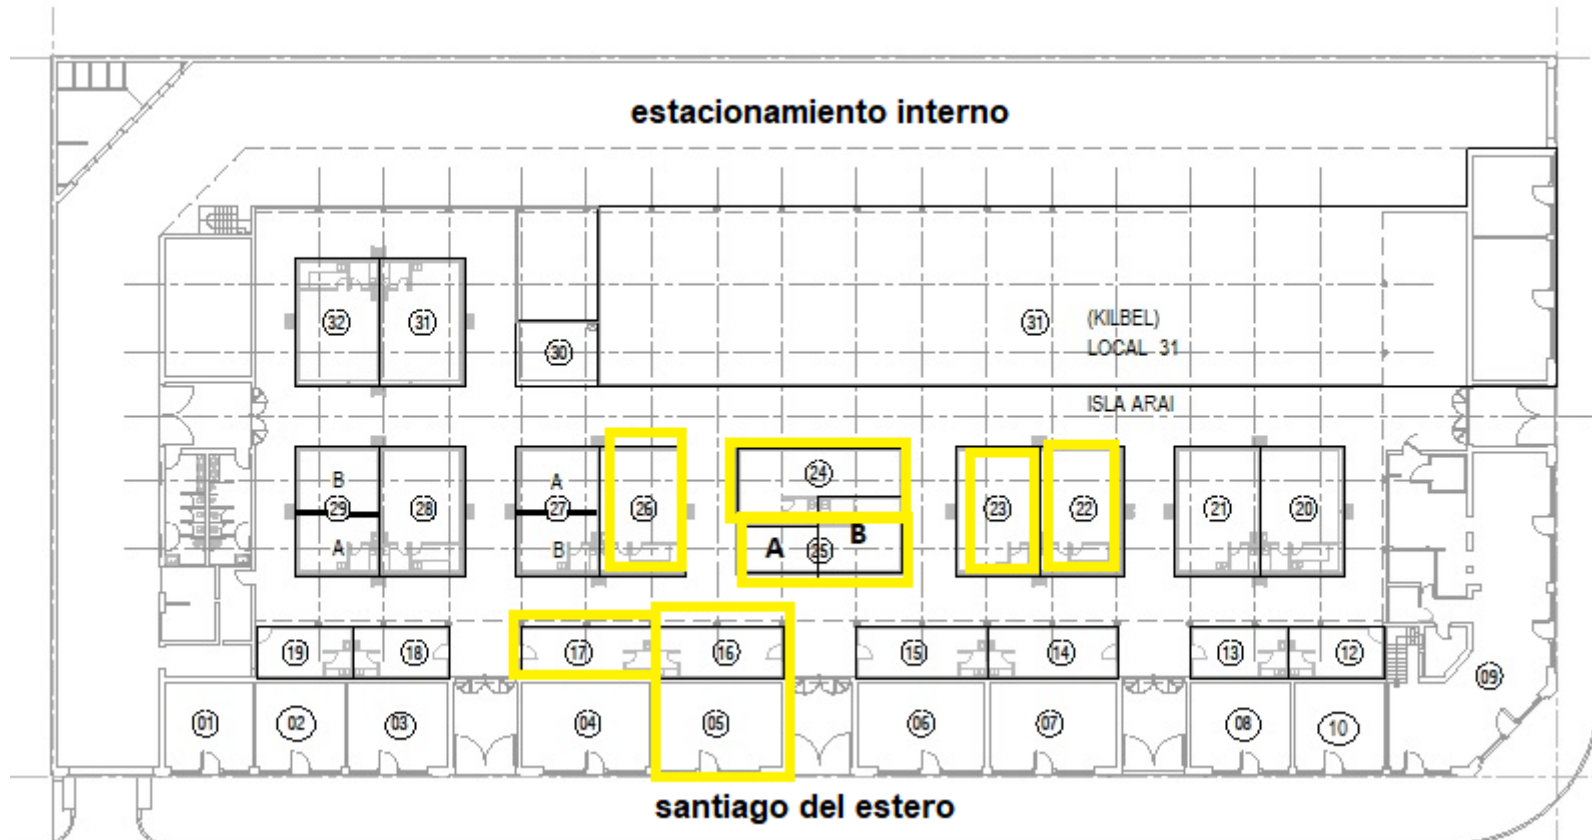 estacionamiento interno
32 31 30 31 (KILBEL)
LOCAL 31
ISLA ARAI
B 29 A 28 A 27 B 26 24 A 25 B 23 22 21 20
19 18 17 16 15 14 13 12
01 02 03 04 05 06 07 08 10 09
santiago del estero